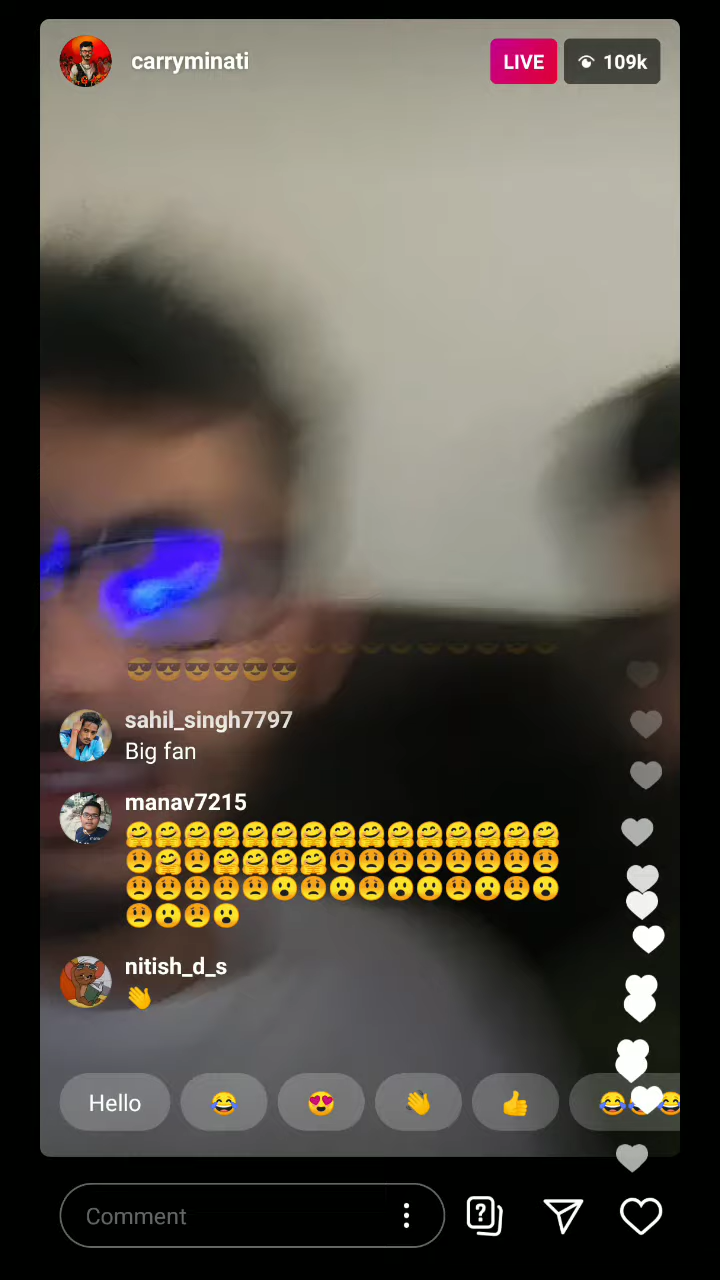 carryminati
LIVE
109k
sahil_singh7797
Big fan
manav7215
nitish_d_s
Hello
Comment